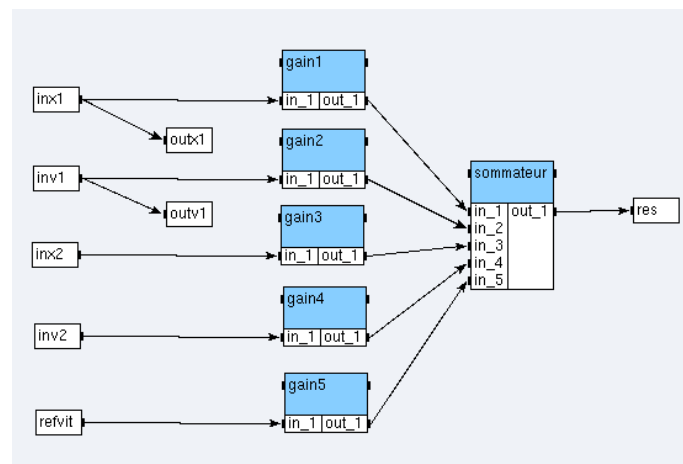 gain1
inx1
in_1 out_1
outx1
gain2
inv1
in_1 out_1
sommateur
outv1
gain3
in_1 out_1
res
in_2
in_3
inx2
in_1 out_1
in_4
in_5
gain4
inv2
in_1 out_1
gain5
refvit
in_1 out_1